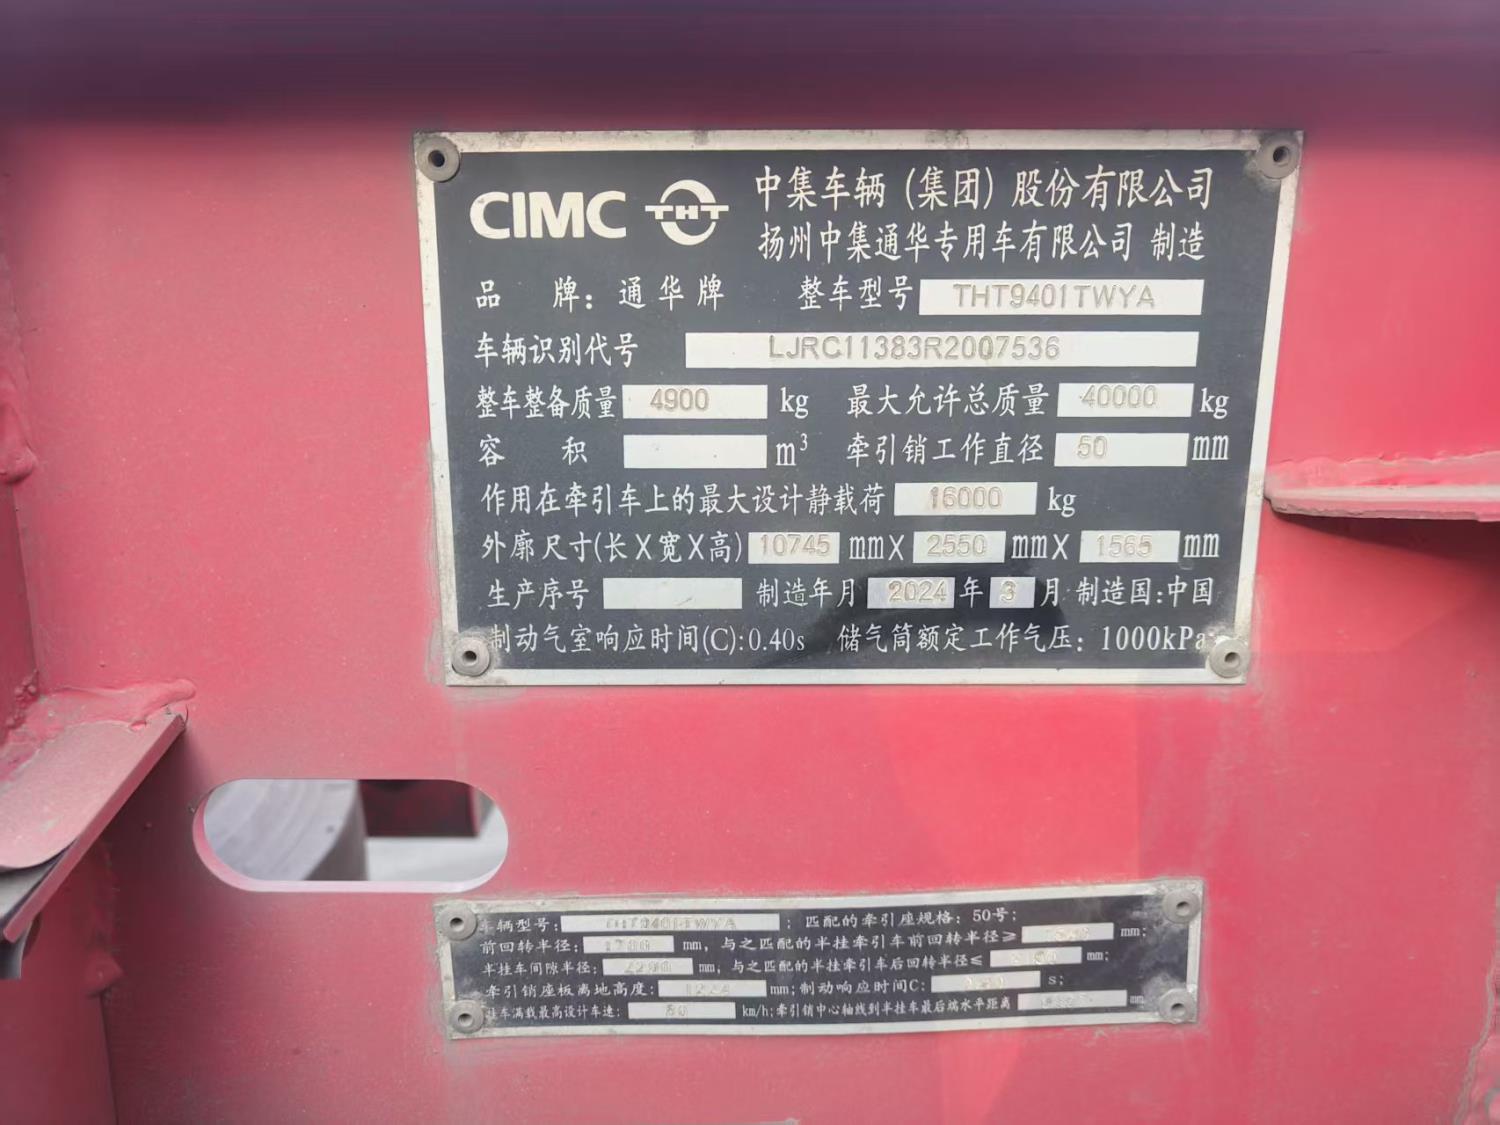 CIMC THT 中集车辆(集团)股份有限公司
扬州中集通华专用车有限公司 制造
品 牌: 通华牌 整车型号 THT9401TWYA
车辆识别代号 LJRC11383R2007536
整车整备质量 4900 kg 最大允许总质量 40000 kg
容 积 m³ 牵引销工作直径 50 mm
作用在牵引车上的最大设计静载荷 16000 kg
外廓尺寸(长X宽X高) 10745 mmX 2550 mmX 1565 mm
生产序号 制造年月 2024 年 3 月 制造国:中国
制动气室响应时间(C):0.40s 储气筒额定工作气压: 1000kPa
车辆型号: THT9401TWYA ; 匹配的牵引座规格: 50号;
前回转半径: mm, 与之匹配的半挂牵引车前回转半径≥ mm;
半挂车间隙半径: mm, 与之匹配的半挂牵引车后回转半径≤ mm;
牵引销座板离地高度: mm;制动响应时间C: s;
挂车满载最高设计车速: km/h;牵引销中心轴线到半挂车最后端水平距离 mm